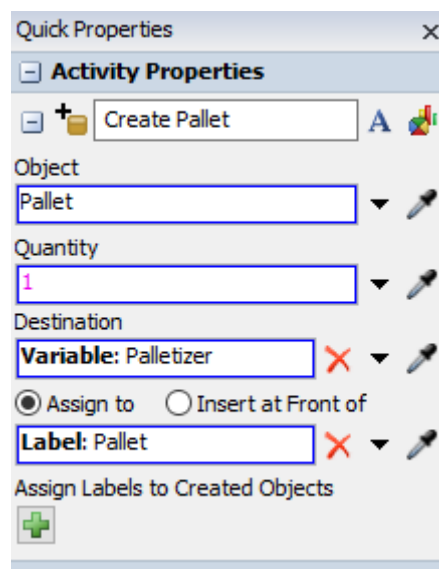 Quick Properties
Activity Properties
Create Pallet
Object
Pallet
Quantity
1
Destination
Variable: Palletizer
Assign to Insert at Front of
Label: Pallet
Assign Labels to Created Objects